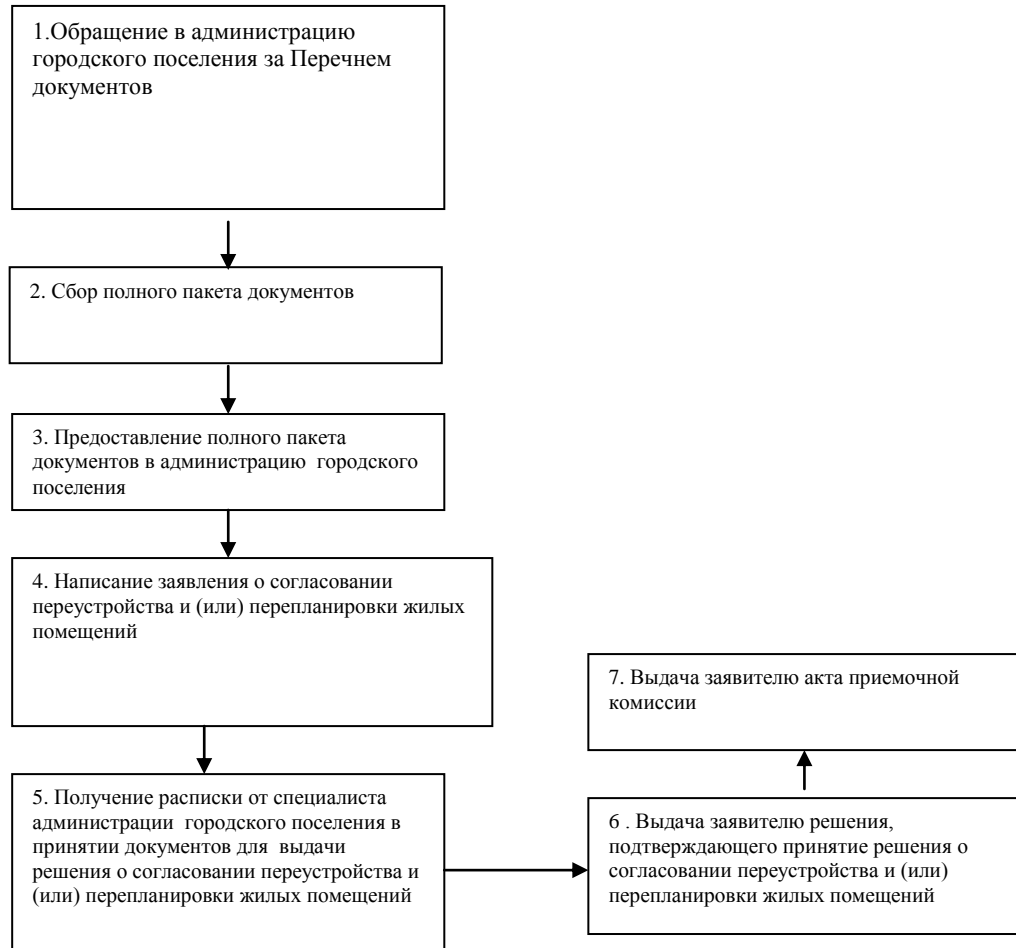 1.Обращение в администрацию
городского поселения за Перечнем
документов
2. Сбор полного пакета документов
3. Предоставление полного пакета
документов в администрацию городского
поселения
4. Написание заявления о согласовании
переустройства и (или) перепланировки жилых
помещений
5. Получение расписки от специалиста
администрации городского поселения в
принятии документов для выдачи
решения о согласовании переустройства и
(или) перепланировки жилых помещений
6 . Выдача заявителю решения,
подтверждающего принятие решения о
согласовании переустройства и (или)
перепланировки жилых помещений
7. Выдача заявителю акта приемочной
комиссии